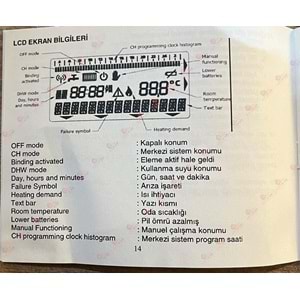 LCD EKRAN BİLGİLERİ
OFF mode
CH programming clock histogram
Manual functioning
CH mode
Lower batteries
Binding activated
DHW mode
Day, hours and minutes
Room temperature
Text bar
Failure symbol
Heating demand
OFF mode : Kapalı konum
CH mode : Merkezi sistem konumu
Binding activated : Eleme aktif hale geldi
DHW mode : Kullanma suyu konumu
Day, hours and minutes : Gün, saat ve dakika
Failure Symbol : Arıza işareti
Heating demand : Isı ihtiyacı
Text bar : Yazı kısmı
Room temperature : Oda sıcaklığı
Lower batteries : Pil ömrü azalmış
Manual Functioning : Manuel çalışma konumu
CH programming clock histogram : Merkezi sistem program saati
14